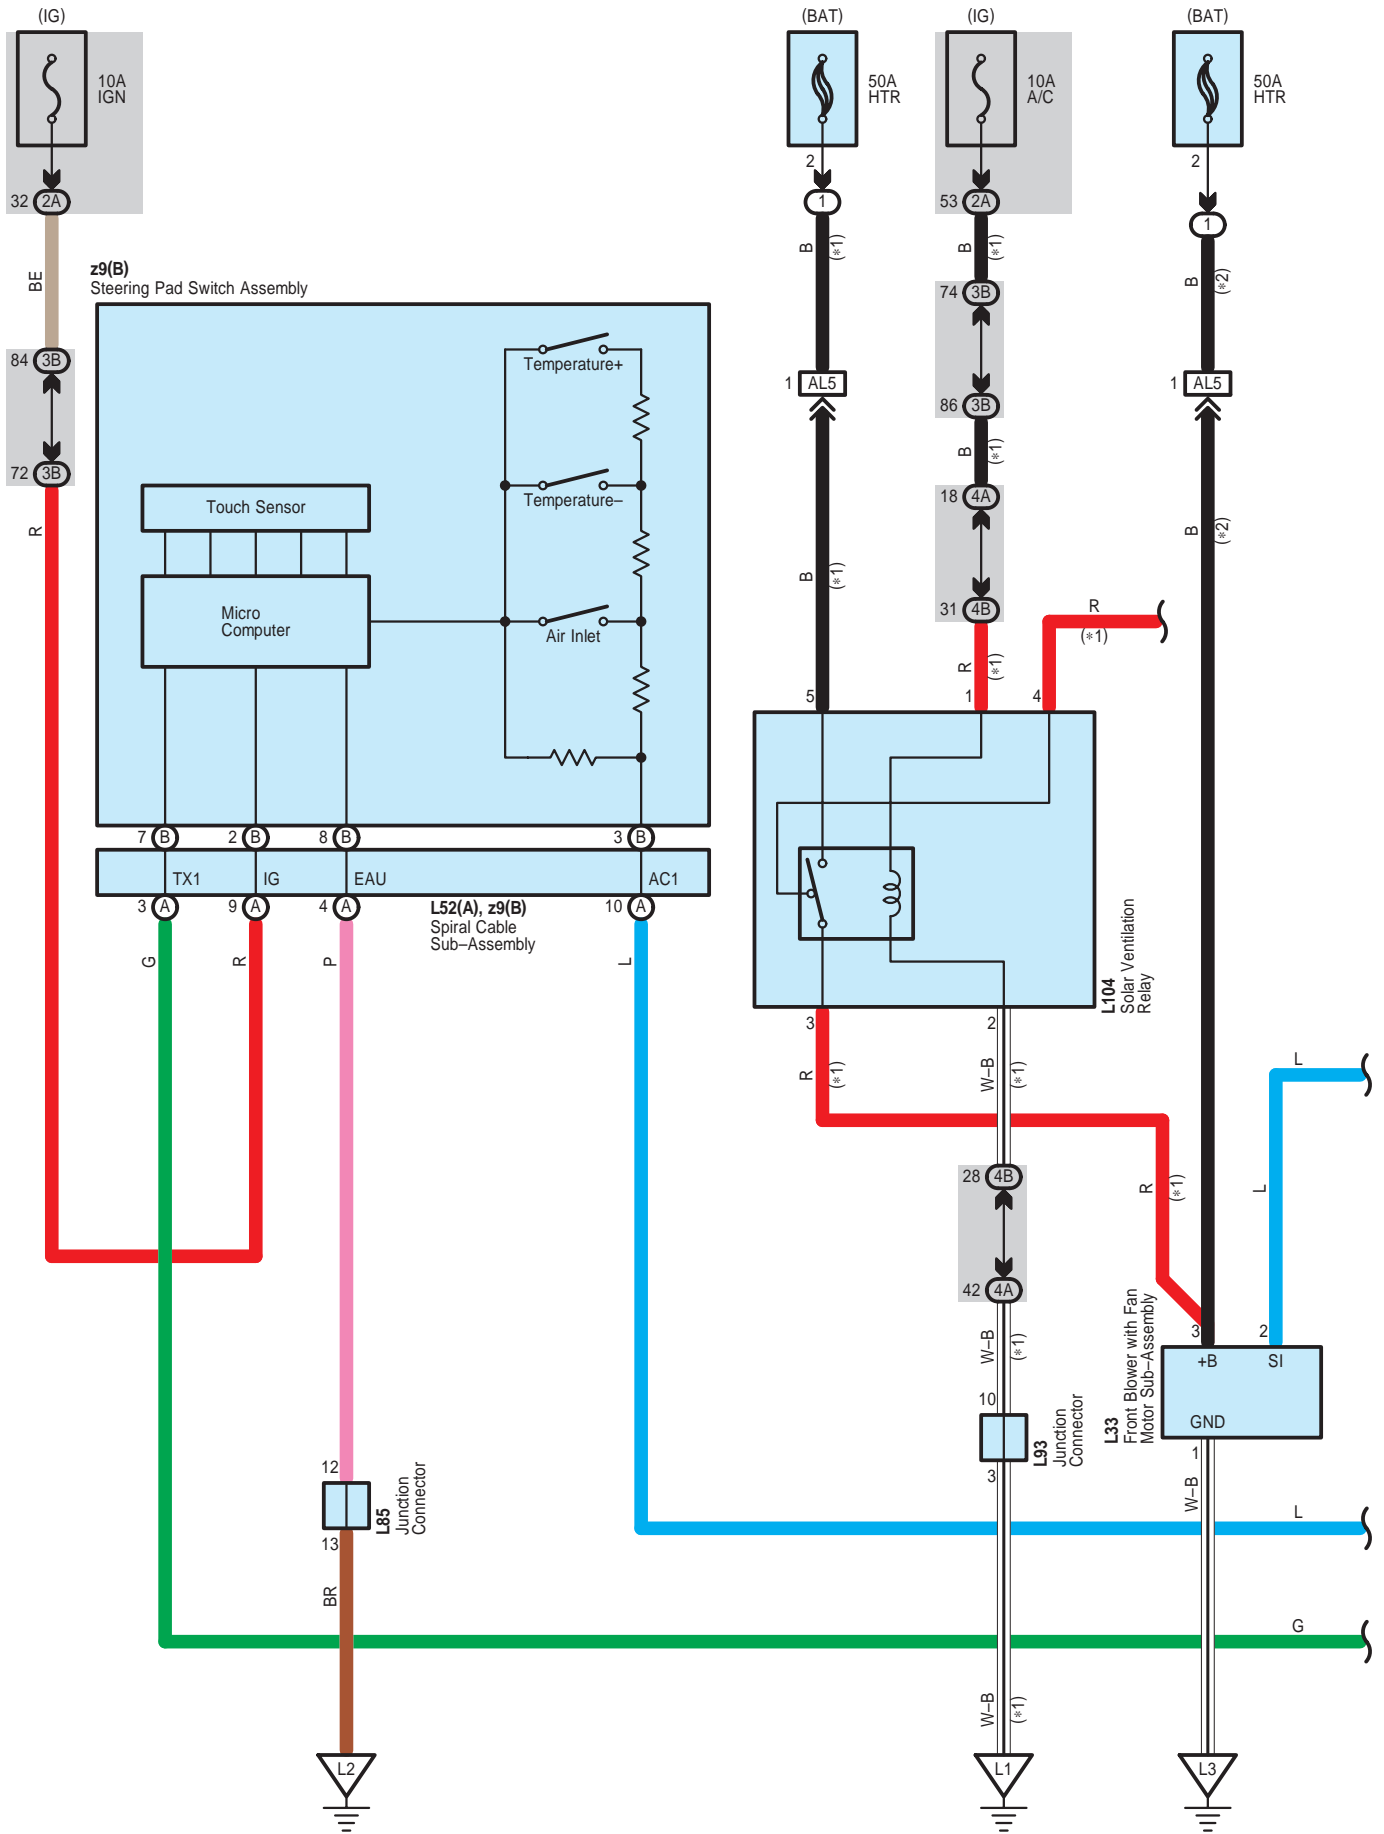 (IG)
(BAT)
(IG)
(BAT)
10A
IGN
50A
HTR
10A
A/C
50A
HTR
2
2
32 2A
1
53 2A
1
BE
B
(*1)
B
(*1)
B
(*2)
z9(B)
Steering Pad Switch Assembly
74 3B
84 3B
Temperature+
1 AL5
1 AL5
86 3B
B
(*1)
72 3B
Temperature–
18 4A
Touch Sensor
R
B
(*2)
B
(*1)
Micro
Computer
Air Inlet
31 4B
R
(*1)
R
(*1)
5
1
4
7 B
2 B
8 B
3 B
TX1
IG
EAU
AC1
3 A
9 A
4 A
10 A
L52(A), z9(B)
Spiral Cable
Sub–Assembly
G
R
P
L
L104
Solar Ventilation
Relay
3
2
R
(*1)
W–B
(*1)
L
28 4B
R
(*1)
L
42 4A
3
2
W–B
(*1)
+B
SI
GND
L33
Front Blower with Fan
Motor Sub–Assembly
10
L93
Junction
Connector
3
1
12
L85
Junction
Connector
13
W–B
L
BR
G
W–B
(*1)
L2
L1
L3